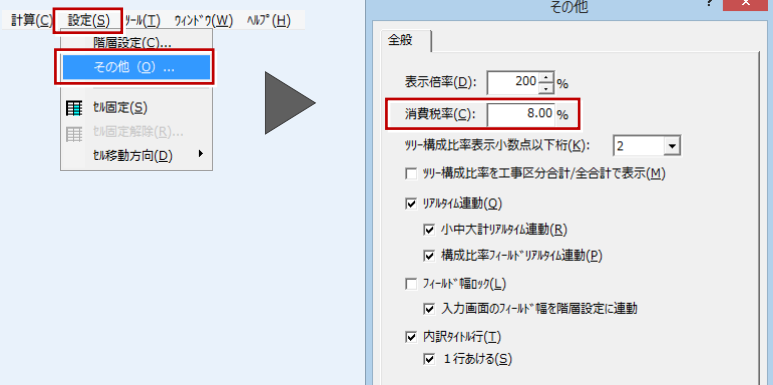 計算(C) 設定(S) ﾂｰﾙ(T) ｳｨﾝﾄﾞｳ(W) ﾍﾙﾌﾟ(H)
階層設定(C)...
その他 (O) ...
ｾﾙ固定(S)
ｾﾙ固定解除(R)...
ｾﾙ移動方向(D)
その他
? ×
全般
表示倍率(D): 200 %
消費税率(C): 8.00 %
ﾂﾘｰ構成比率表示小数点以下桁(K): 2
ﾂﾘｰ構成比率を工事区分合計/全合計で表示(M)
ﾘｱﾙﾀｲﾑ連動(Q)
小中大計ﾘｱﾙﾀｲﾑ連動(R)
構成比率ﾌｨｰﾙﾄﾞﾘｱﾙﾀｲﾑ連動(P)
ﾌｨｰﾙﾄﾞ幅ﾛｯｸ(L)
入力画面のﾌｨｰﾙﾄﾞ幅を階層設定に連動
内訳ﾀｲﾄﾙ行(T)
1行あける(S)